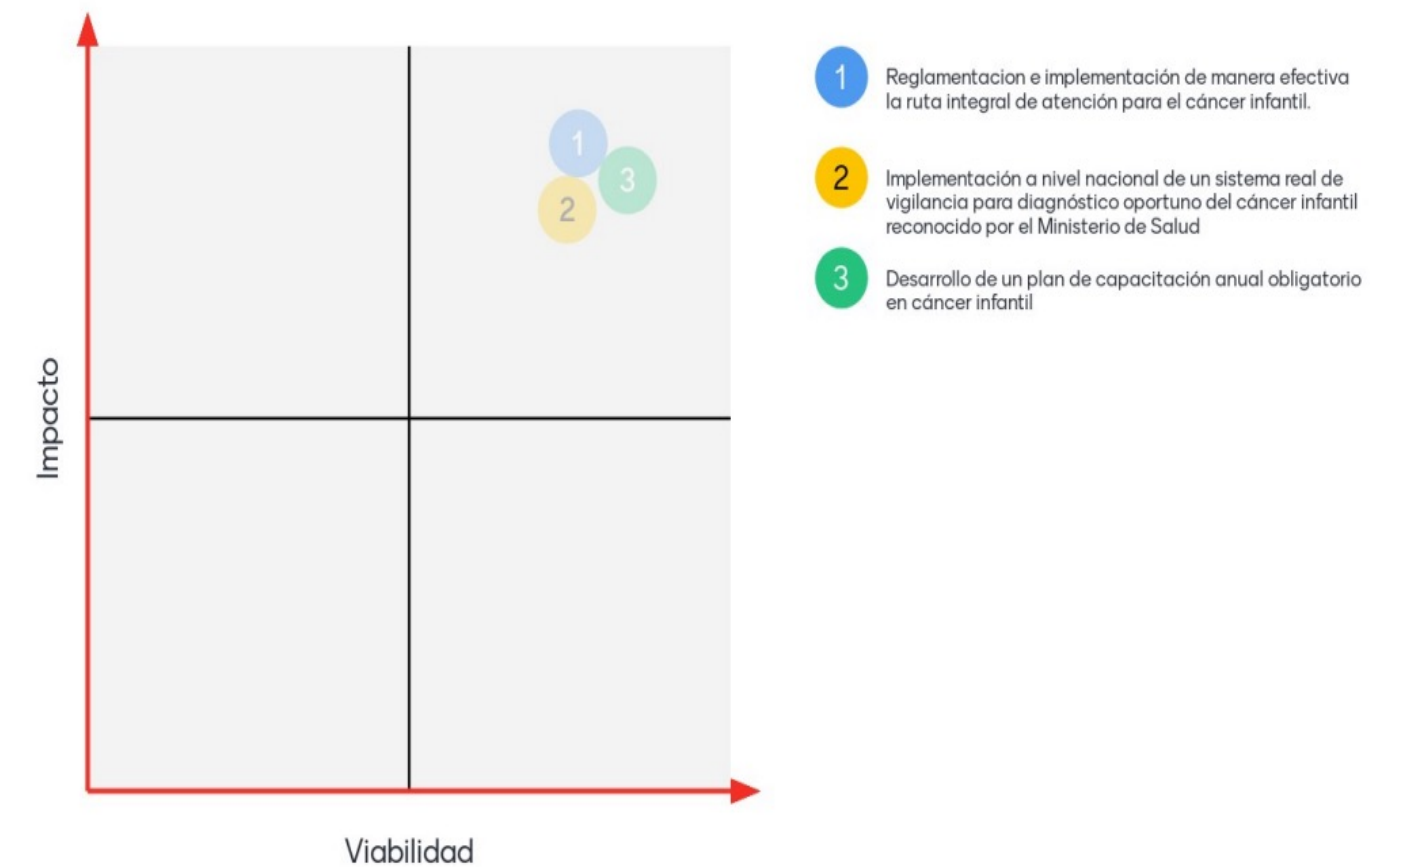 1
3
2
Impacto
Viabilidad
1
Reglamentacion e implementación de manera efectiva
la ruta integral de atención para el cáncer infantil.
2
Implementación a nivel nacional de un sistema real de
vigilancia para diagnóstico oportuno del cáncer infantil
reconocido por el Ministerio de Salud
3
Desarrollo de un plan de capacitación anual obligatorio
en cáncer infantil